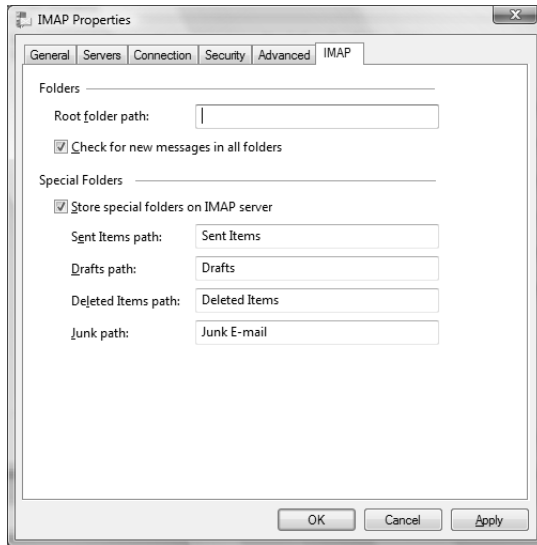 IMAP Properties
General Servers Connection Security Advanced IMAP
Folders
Root folder path:
Check for new messages in all folders
Special Folders
Store special folders on IMAP server
Sent Items path: Sent Items
Drafts path: Drafts
Deleted Items path: Deleted Items
Junk path: Junk E-mail
OK Cancel Apply